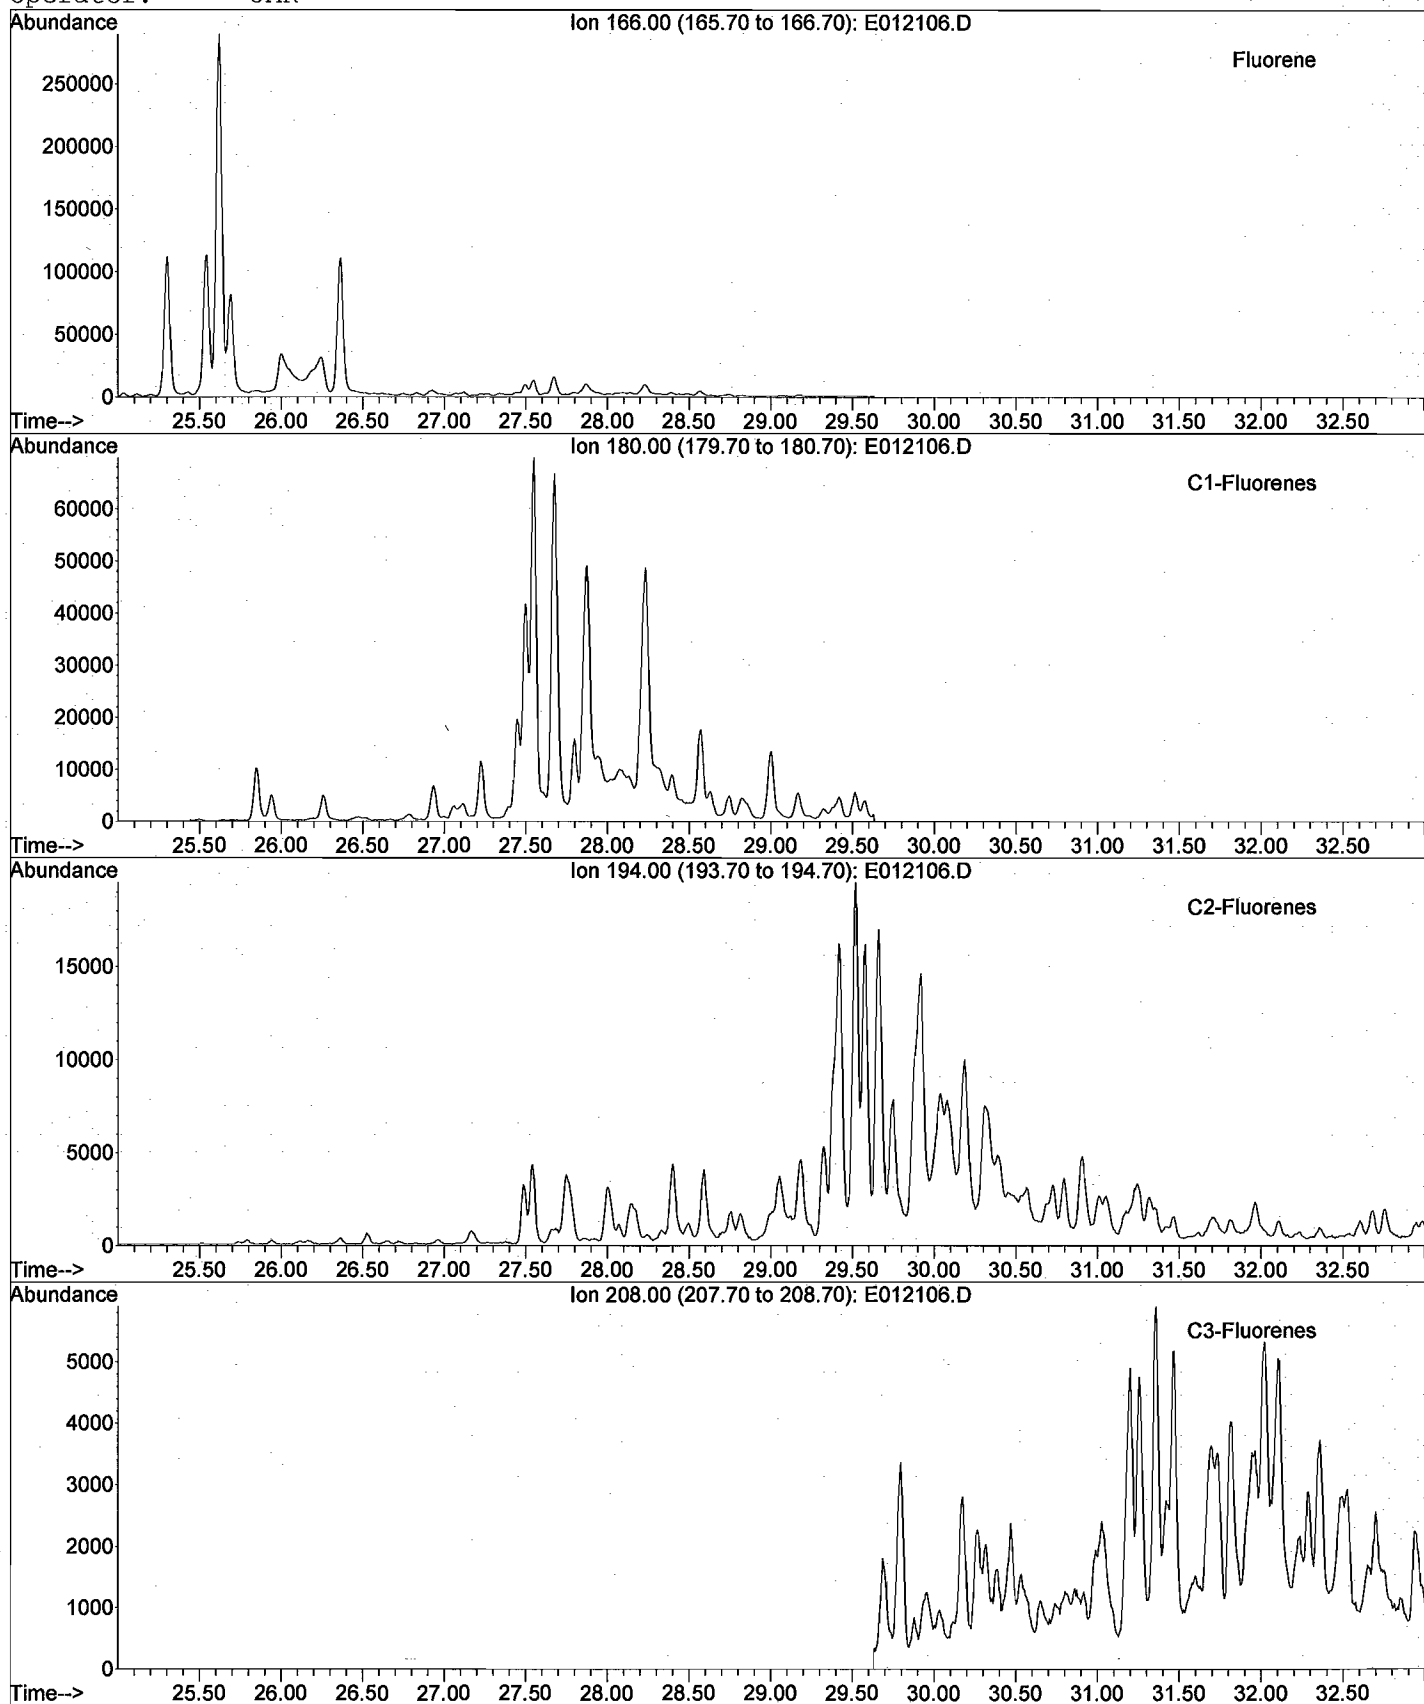 Abundance Ion 166.00 (165.70 to 166.70): E012106.D
Fluorene
250000
200000
150000
100000
50000
0
Time--> 25.50 26.00 26.50 27.00 27.50 28.00 28.50 29.00 29.50 30.00 30.50 31.00 31.50 32.00 32.50
Abundance Ion 180.00 (179.70 to 180.70): E012106.D
C1-Fluorenes
60000
50000
40000
30000
20000
10000
0
Time--> 25.50 26.00 26.50 27.00 27.50 28.00 28.50 29.00 29.50 30.00 30.50 31.00 31.50 32.00 32.50
Abundance Ion 194.00 (193.70 to 194.70): E012106.D
C2-Fluorenes
15000
10000
5000
0
Time--> 25.50 26.00 26.50 27.00 27.50 28.00 28.50 29.00 29.50 30.00 30.50 31.00 31.50 32.00 32.50
Abundance Ion 208.00 (207.70 to 208.70): E012106.D
C3-Fluorenes
5000
4000
3000
2000
1000
0
Time--> 25.50 26.00 26.50 27.00 27.50 28.00 28.50 29.00 29.50 30.00 30.50 31.00 31.50 32.00 32.50